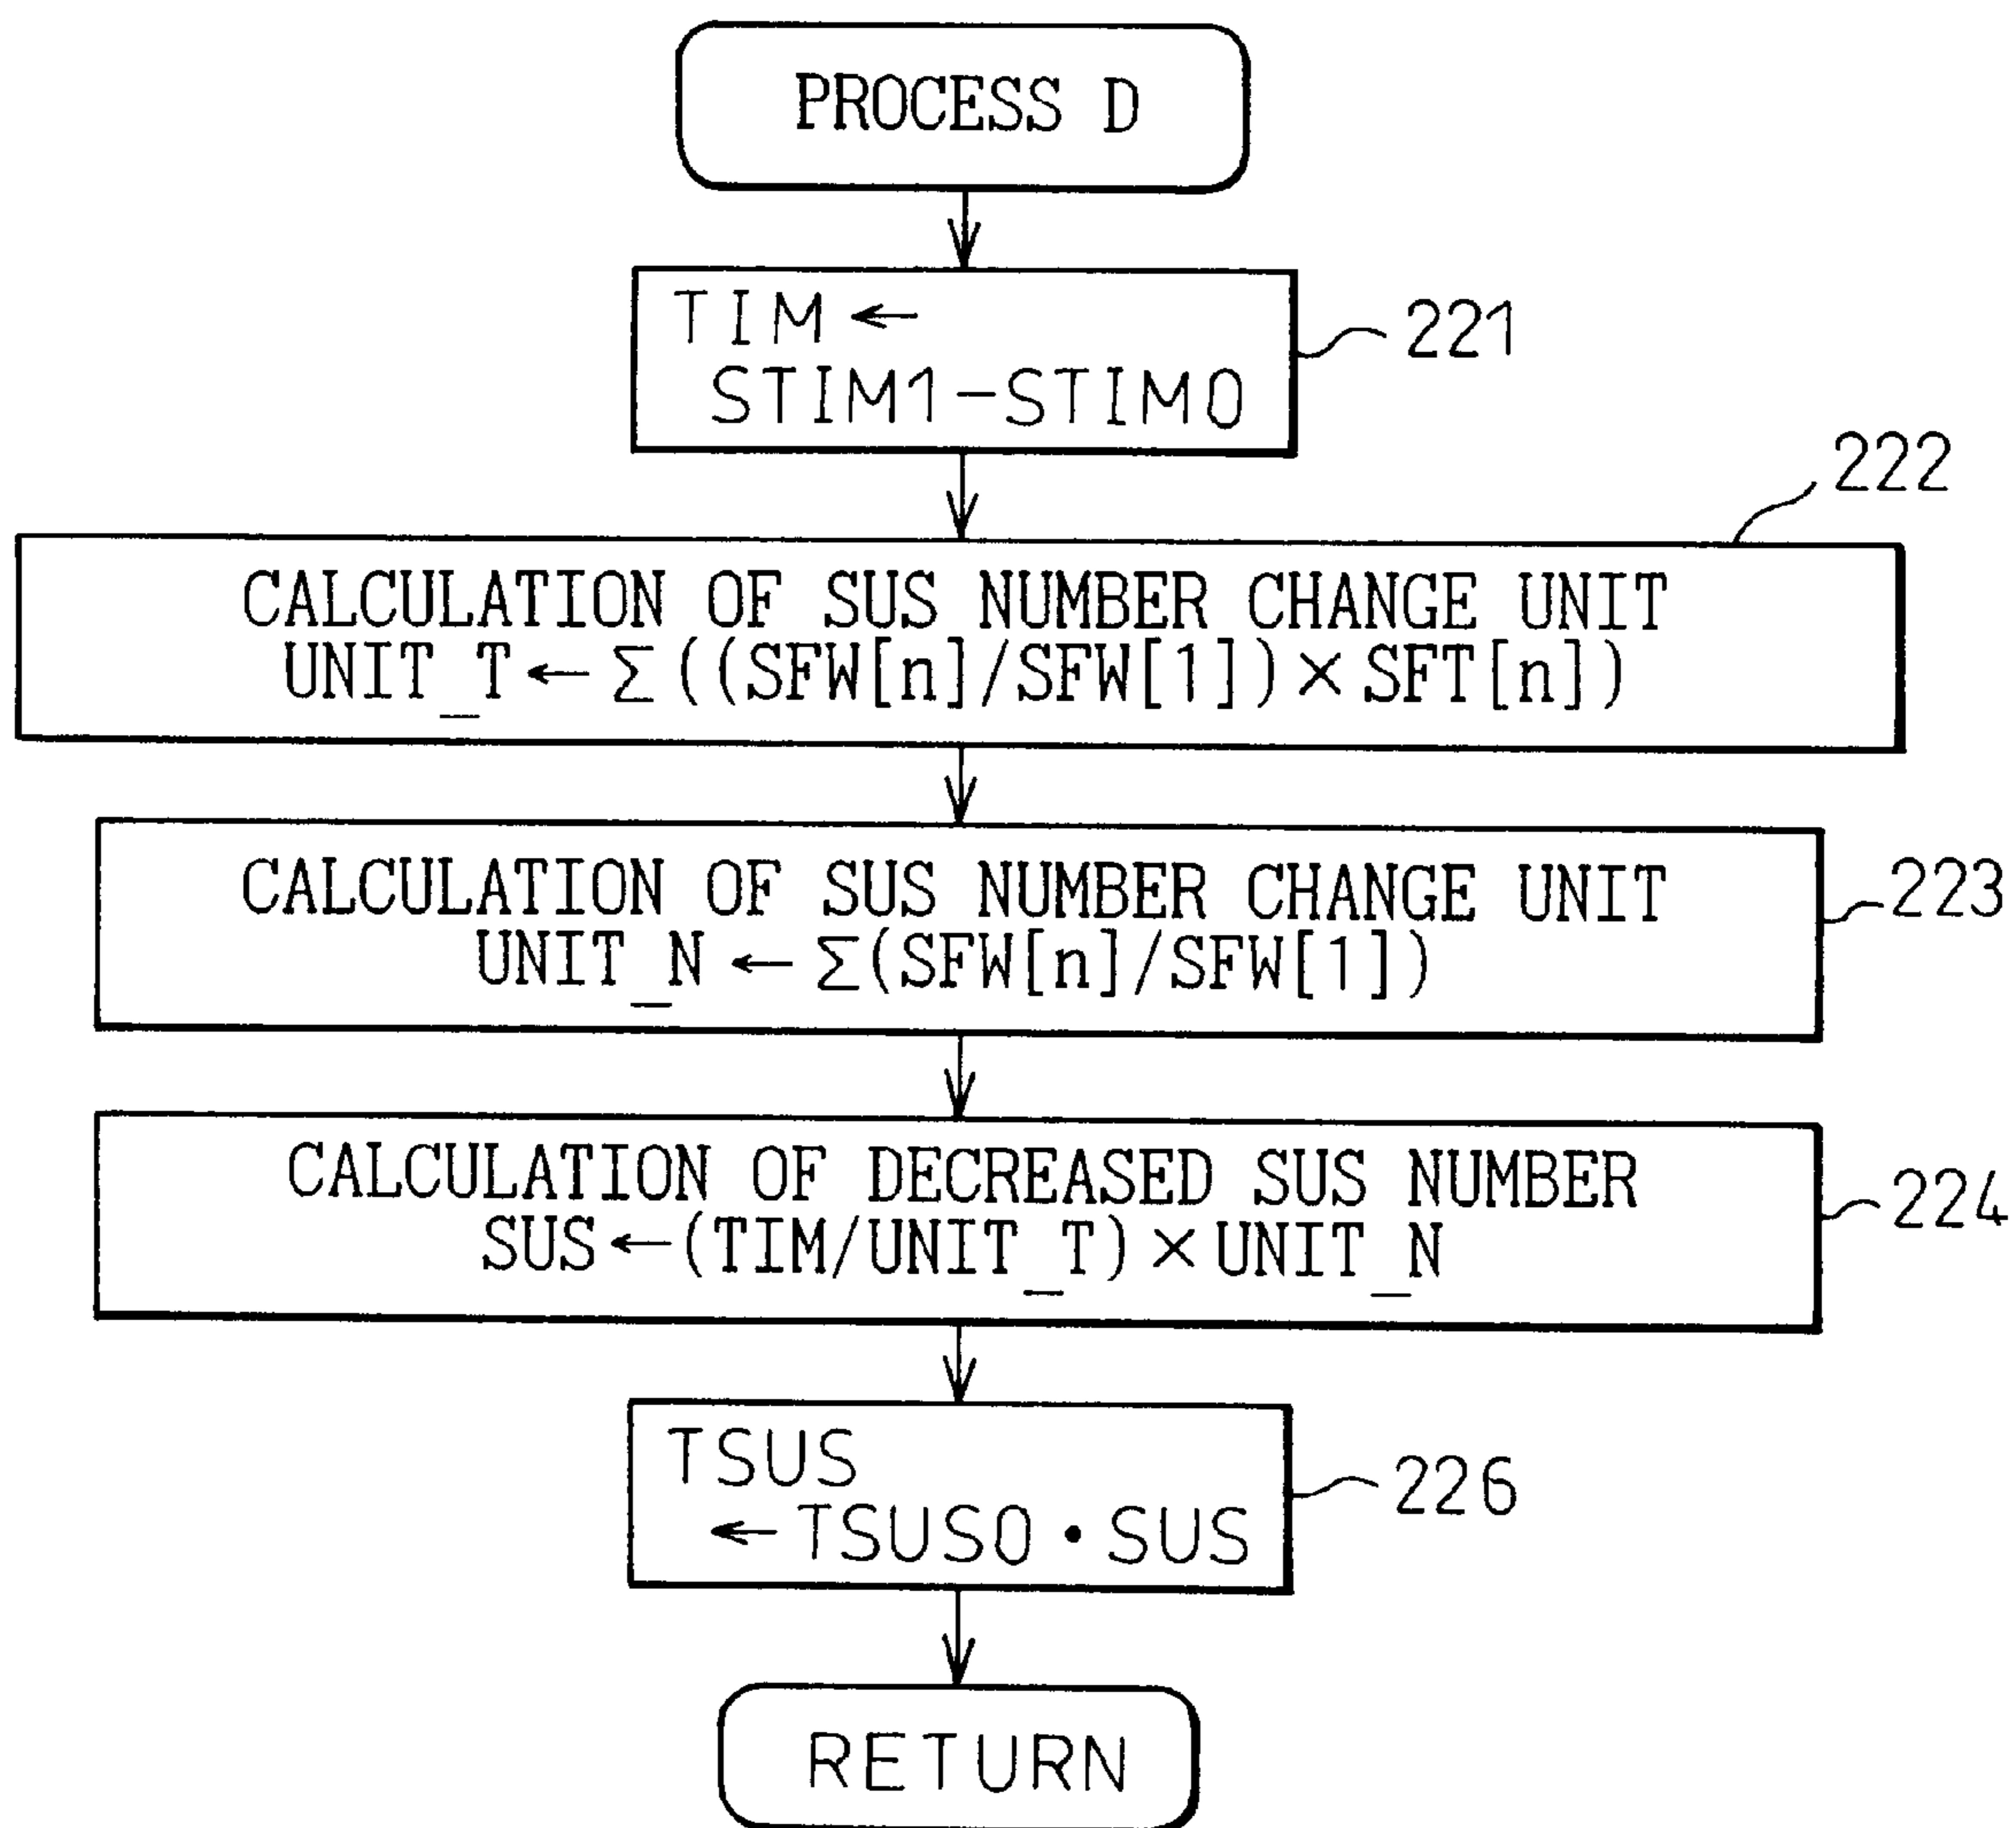 PROCESS D
TIM ←
STIM1-STIM0
221
222
CALCULATION OF SUS NUMBER CHANGE UNIT
UNIT_T ← Σ((SFW[n]/SFW[1])×SFT[n])
CALCULATION OF SUS NUMBER CHANGE UNIT
UNIT_N ← Σ(SFW[n]/SFW[1])
223
CALCULATION OF DECREASED SUS NUMBER
SUS ← (TIM/UNIT_T)×UNIT_N
224
TSUS
← TSUS0・SUS
226
RETURN